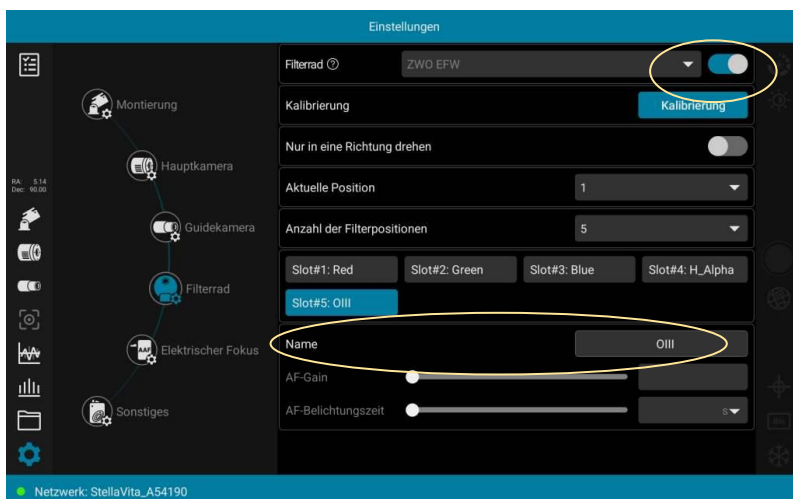 Einstellungen
Filterrad ?
ZWO EFW
Montierung
Kalibrierung
Kalibrierung
Hauptkamera
Nur in eine Richtung drehen
RA: 5.14
Dec: 90.00
Aktuelle Position
1
Guidekamera
Anzahl der Filterpositionen
5
Slot#1: Red
Slot#2: Green
Slot#3: Blue
Slot#4: H_Alpha
Filterrad
Slot#5: OIII
Elektrischer Fokus
AAF
Name
OIII
AF-Gain
Sonstiges
AF-Belichtungszeit
s
Netzwerk: StellaVita_A54190